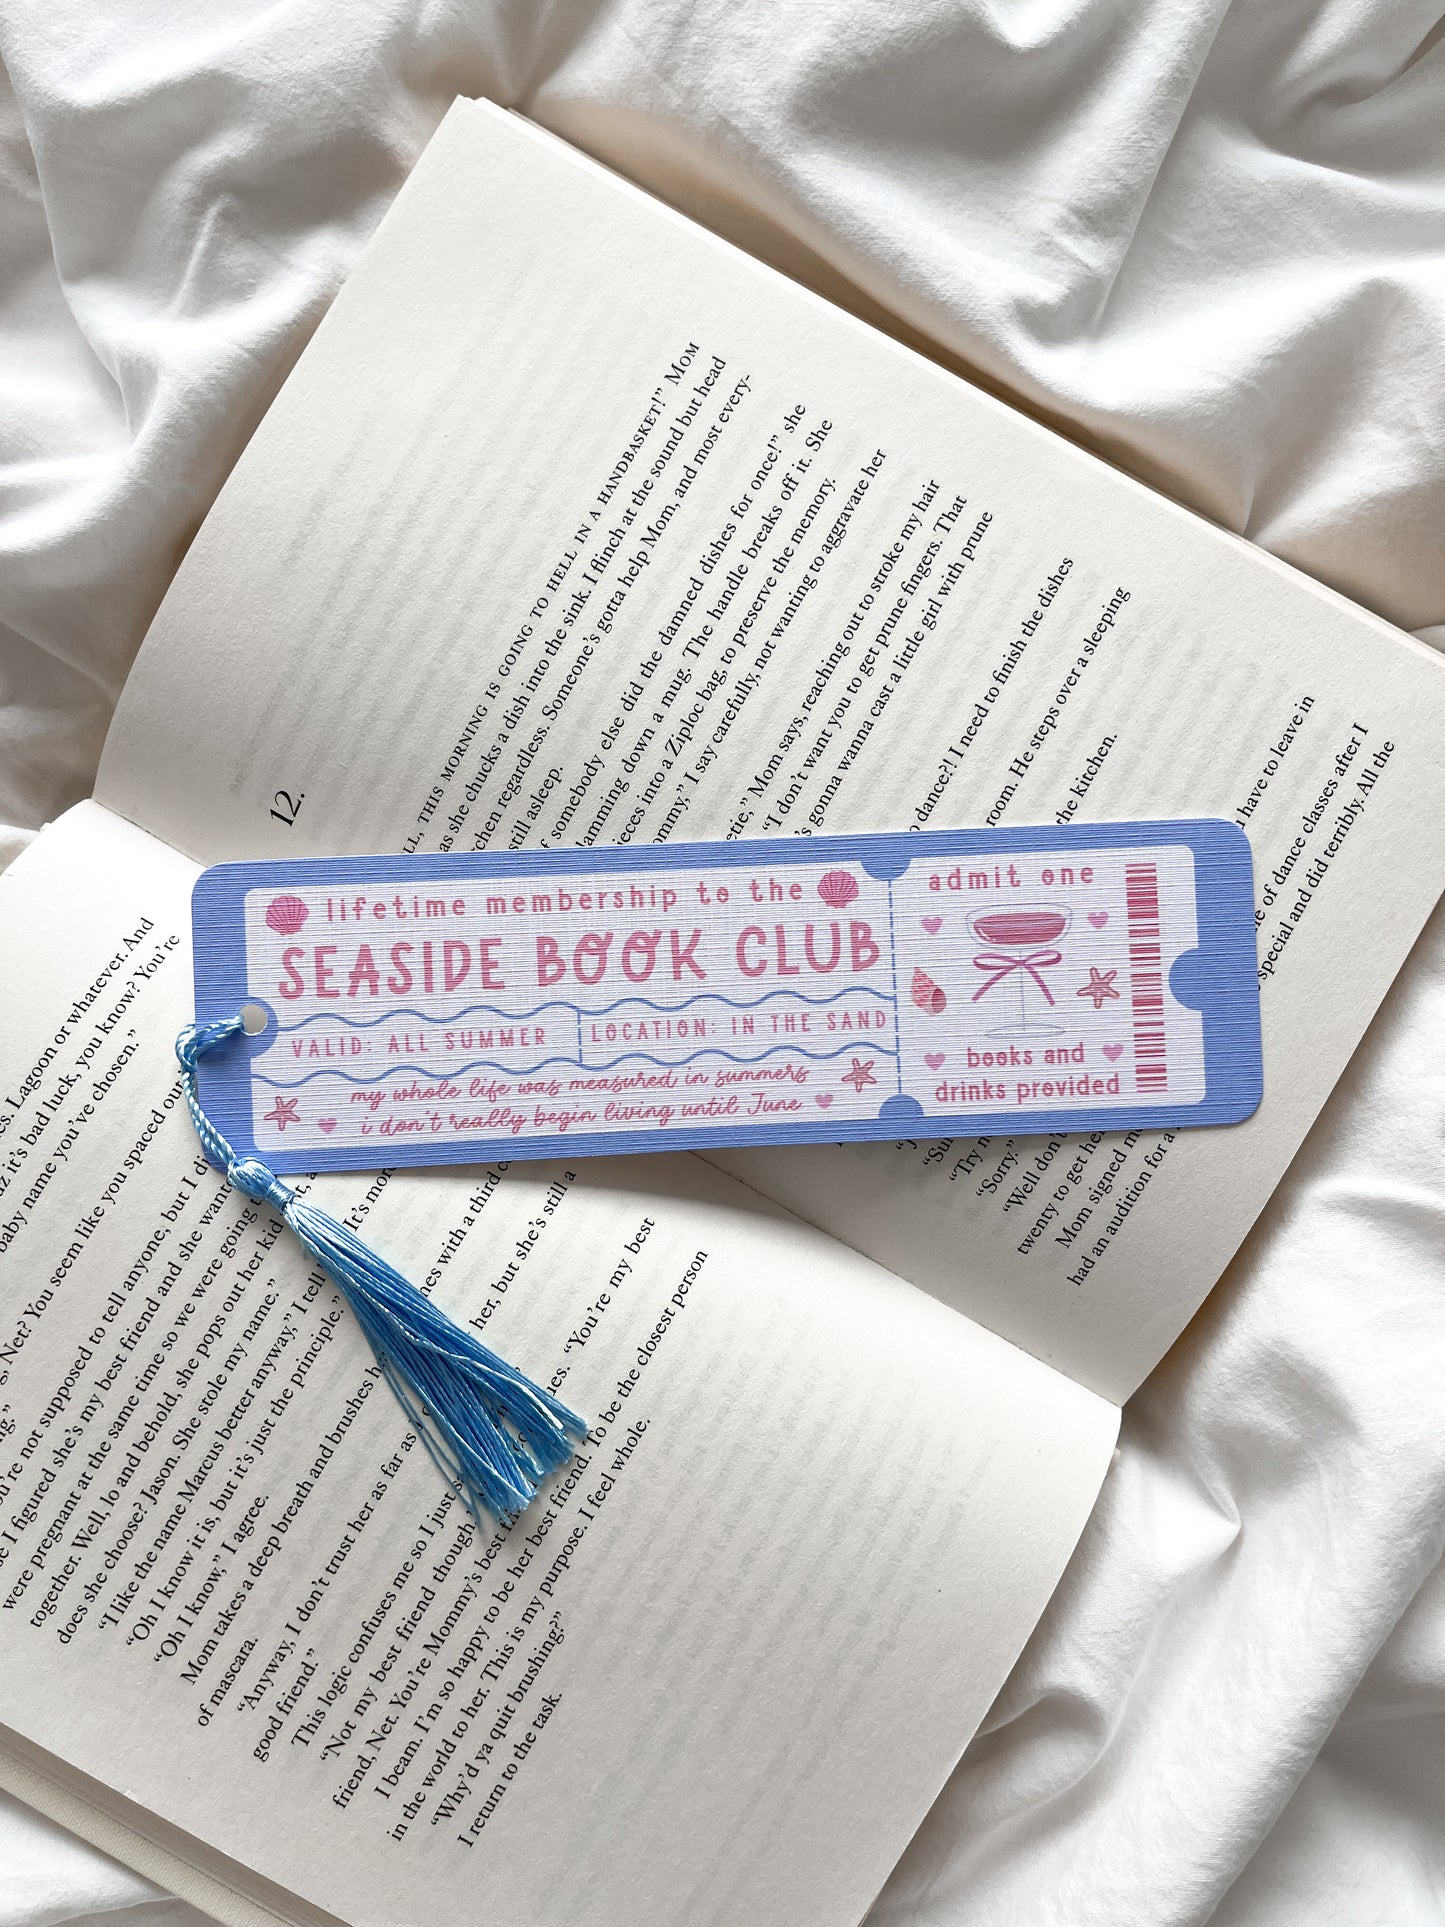 lifetime membership to the
SEASIDE BOOK CLUB
VALID: ALL SUMMER
LOCATION: IN THE SAND
my whole life was measured in summers
i don't really begin living until June
admit one
books and
drinks provided
Lagoon or whatever. And
it's bad luck, you know? You're
baby name you've chosen.”
Net? You seem like you spaced ou
not supposed to tell anyone, but I d
I figured she's my best friend and she want
were pregnant at the same time so we were going
together. Well, lo and behold, she pops out her kid
does she choose? Jason. She stole my name.”
“I like the name Marcus better anyway,” I tell
“Oh I know it is, but it's just the principle.”
“Oh I know,” I agree.
Mom takes a deep breath and brushes
of mascara.
“Anyway, I don't trust her as far as I
good friend.”
This logic confuses me so I just
“Not my best friend though,
friend, Net. You're Mommy's best
I beam. I'm so happy to be her best friend. To be the closest person
in the world to her. This is my purpose. I feel whole.
“Why'd ya quit brushing?”
I return to the task.
12.
THIS MORNING IS GOING TO HELL IN A HANDBASKET!” MOM
as she chucks a dish into the sink. I flinch at the sound but head
regardless. Someone's gotta help Mom, and most every-
still asleep.
somebody else did the damned dishes for once!” she
down a mug. The handle breaks off it. She
into a Ziploc bag, to preserve the memory.
I say carefully, not wanting to aggravate her
Mom says, reaching out to stroke my hair
“I don't want you to get prune fingers. That
gonna wanna cast a little girl with prune
dance?! I need to finish the dishes
room. He steps over a sleeping
the kitchen.
have to leave in
of dance classes after I
special and did terribly. All the
“Sorry.”
“Well don't
twenty to get he
Mom signed m
had an audition for a